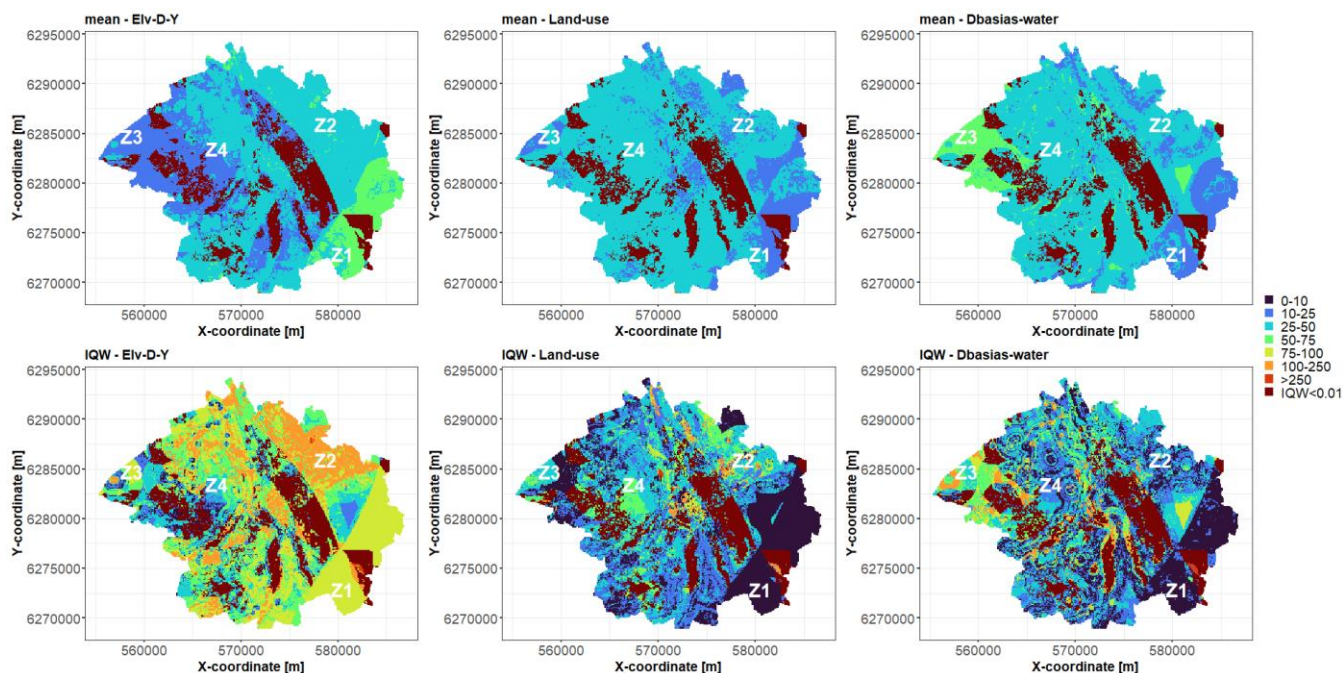 mean - Elv-D-Y
mean - Land-use
mean - Dbasias-water
6295000
6290000
6285000
6280000
6275000
6270000
Y-coordinate [m]
Z3
Z4
Z2
Z1
560000
570000
580000
X-coordinate [m]
6295000
6290000
6285000
6280000
6275000
6270000
Y-coordinate [m]
Z3
Z4
Z2
Z1
560000
570000
580000
X-coordinate [m]
6295000
6290000
6285000
6280000
6275000
6270000
Y-coordinate [m]
Z3
Z4
Z2
Z1
560000
570000
580000
X-coordinate [m]
0-10
10-25
25-50
50-75
75-100
100-250
>250
IQW<0.01
IQW - Elv-D-Y
IQW - Land-use
IQW - Dbasias-water
6295000
6290000
6285000
6280000
6275000
6270000
Y-coordinate [m]
Z3
Z4
Z2
Z1
560000
570000
580000
X-coordinate [m]
6295000
6290000
6285000
6280000
6275000
6270000
Y-coordinate [m]
Z3
Z4
Z2
Z1
560000
570000
580000
X-coordinate [m]
6295000
6290000
6285000
6280000
6275000
6270000
Y-coordinate [m]
Z3
Z4
Z2
Z1
560000
570000
580000
X-coordinate [m]